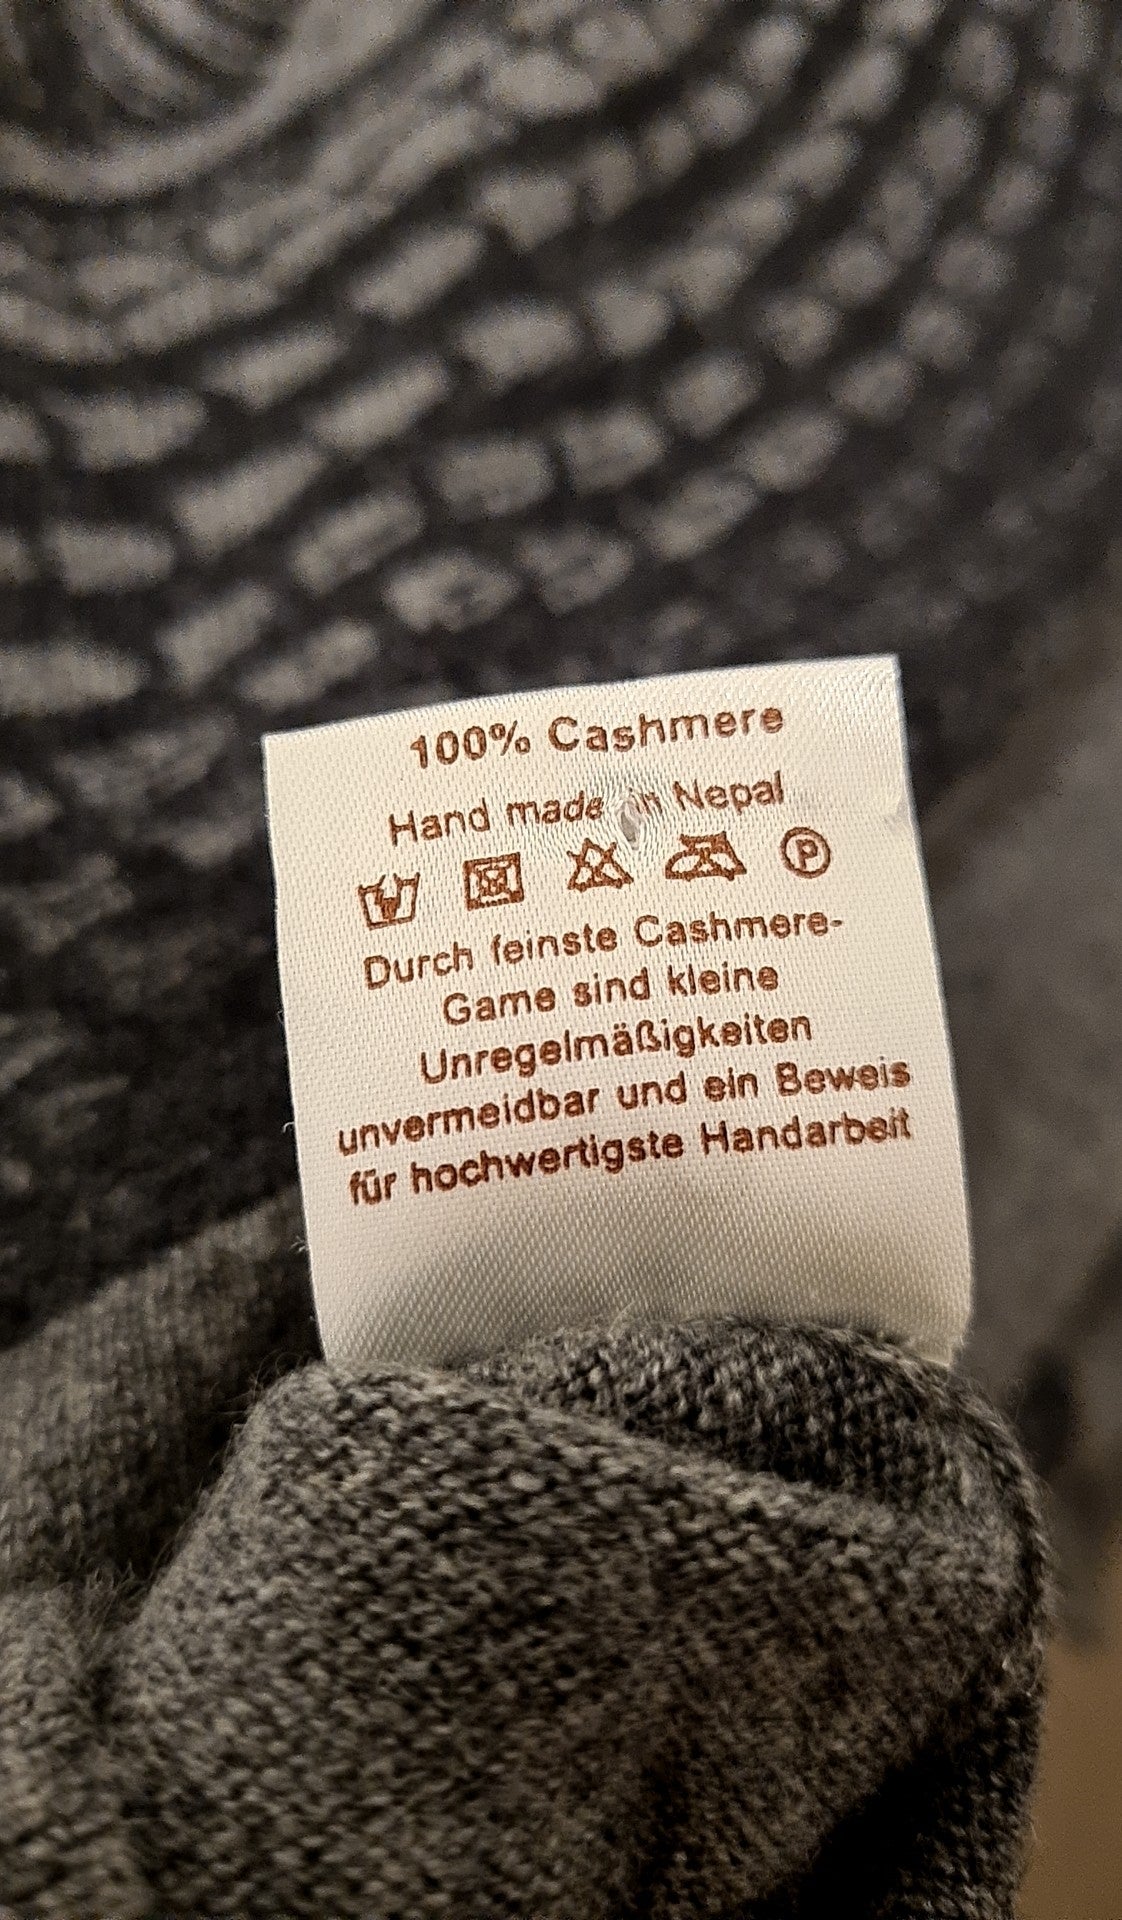 100% Cashmere
Hand made in Nepal
P
Durch feinste Cashmere-
Game sind kleine
Unregelmäßigkeiten
unvermeidbar und ein Beweis
für hochwertigste Handarbeit